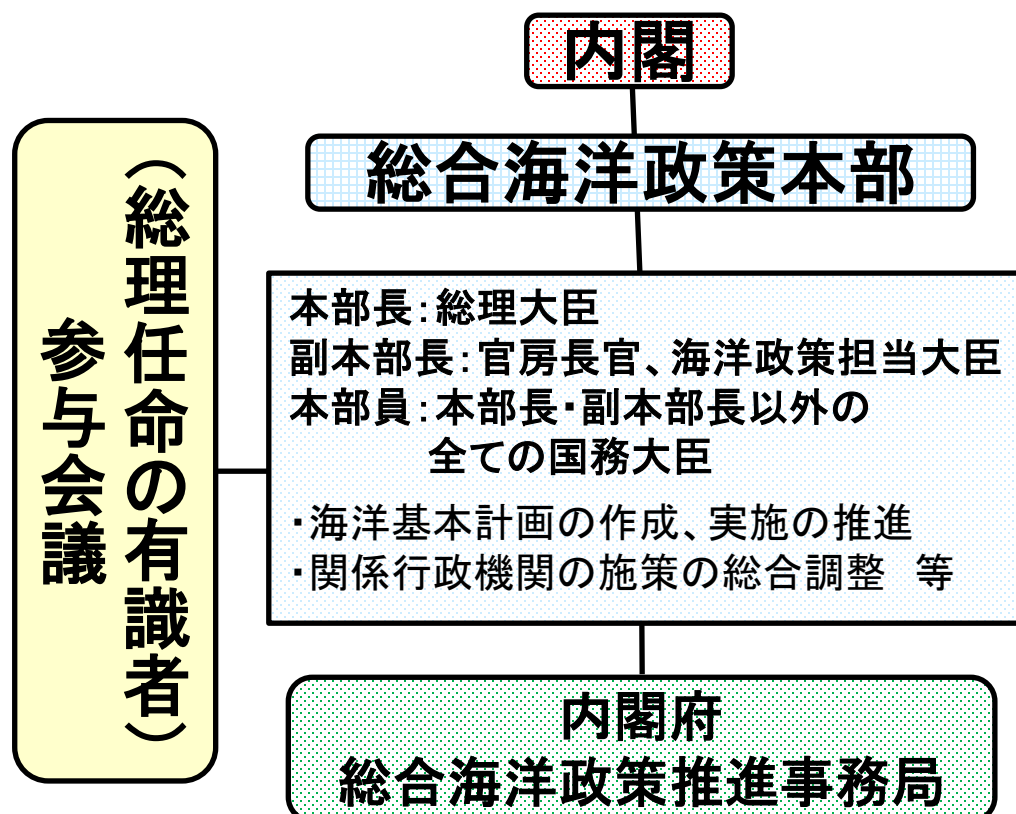 内閣
総合海洋政策本部
参与会議
(総理任命の有識者)
本部長:総理大臣
副本部長:官房長官、海洋政策担当大臣
本部員:本部長・副本部長以外の
全ての国務大臣
・海洋基本計画の作成、実施の推進
・関係行政機関の施策の総合調整 等
内閣府
総合海洋政策推進事務局